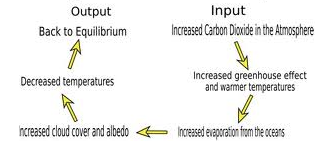 Output
Input
Back to Equilibrium
Increased Carbon Dioxide in the Atmosphere
Decreased temperatures
Increased greenhouse effect
and warmer temperatures
Increased cloud cover and albedo
Increased evaporation from the oceans